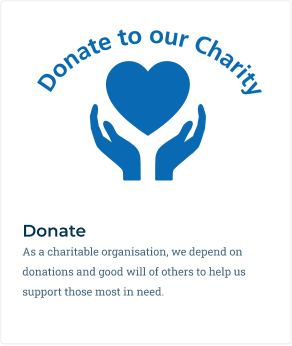 Donate to our Charity
Donate
As a charitable organisation, we depend on
donations and good will of others to help us
support those most in need.